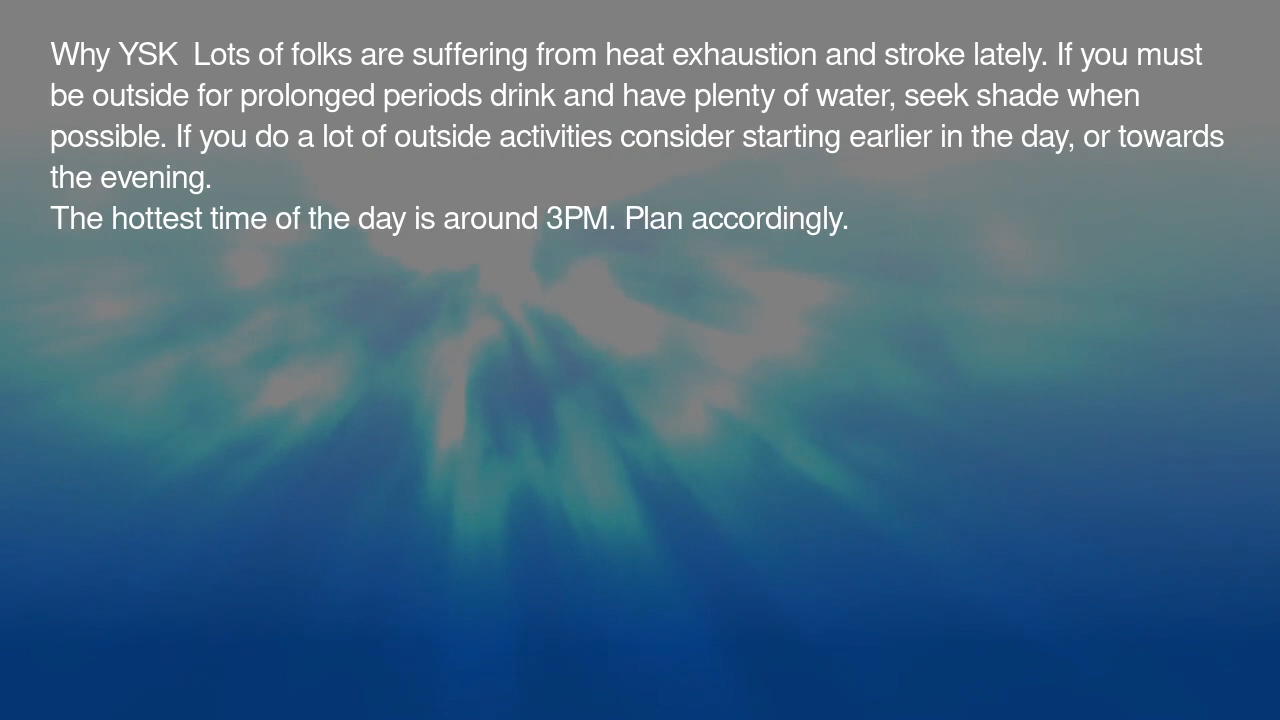 Why YSK  Lots of folks are suffering from heat exhaustion and stroke lately. If you must
be outside for prolonged periods drink and have plenty of water, seek shade when
possible. If you do a lot of outside activities consider starting earlier in the day, or towards
the evening.
The hottest time of the day is around 3PM. Plan accordingly.